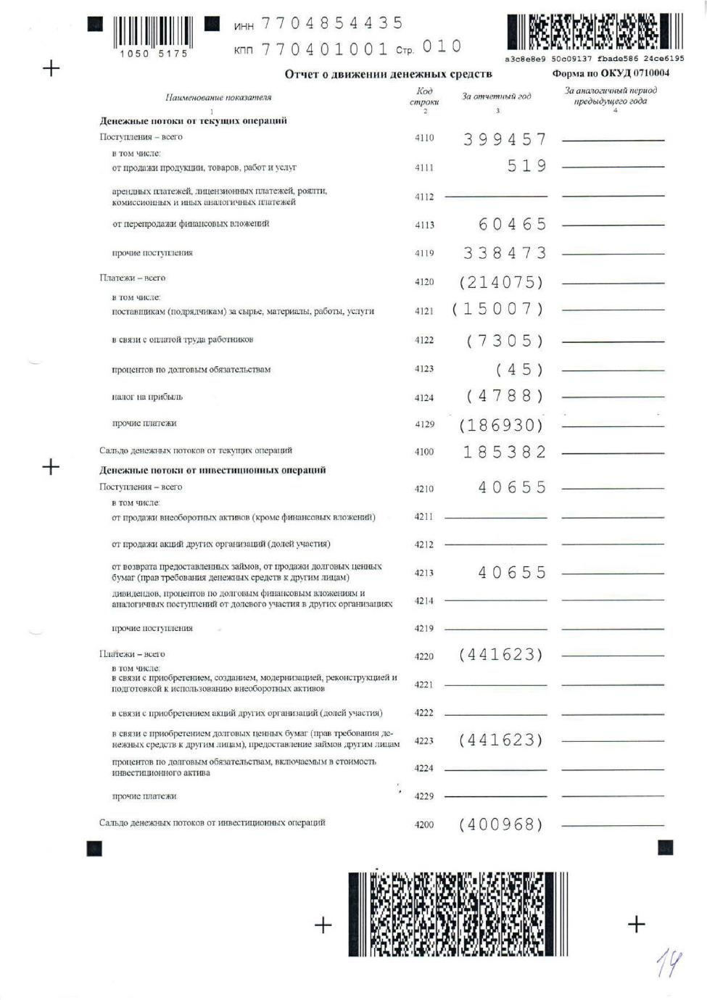 ИНН 7704854435
1050 5175
КПП 770401001 Стр. 010
a3c8e8e9 50c09137 fbade586 24ce6195
Отчет о движении денежных средств Форма по ОКУД 0710004
Наименование показателя Код строки За отчетный год За аналогичный период предыдущего года
1 2 3 4
Денежные потоки от текущих операций
Поступления – всего 4110 399457
в том числе:
от продажи продукции, товаров, работ и услуг 4111 519
арендных платежей, лицензионных платежей, роялти,
комиссионных и иных аналогичных платежей 4112
от перепродажи финансовых вложений 4113 60465
прочие поступления 4119 338473
Платежи – всего 4120 (214075)
в том числе:
поставщикам (подрядчикам) за сырье, материалы, работы, услуги 4121 (15007)
в связи с оплатой труда работников 4122 (7305)
процентов по долговым обязательствам 4123 (45)
налог на прибыль 4124 (4788)
прочие платежи 4129 (186930)
Сальдо денежных потоков от текущих операций 4100 185382
Денежные потоки от инвестиционных операций
Поступления – всего 4210 40655
в том числе:
от продажи внеоборотных активов (кроме финансовых вложений) 4211
от продажи акций других организаций (долей участия) 4212
от возврата предоставленных займов, от продажи долговых ценных
бумаг (прав требования денежных средств к другим лицам) 4213 40655
дивидендов, процентов по долговым финансовым вложениям и
аналогичных поступлений от долевого участия в других организациях 4214
прочие поступления 4219
Платежи – всего 4220 (441623)
в том числе:
в связи с приобретением, созданием, модернизацией, реконструкцией и
подготовкой к использованию внеоборотных активов 4221
в связи с приобретением акций других организаций (долей участия) 4222
в связи с приобретением долговых ценных бумаг (прав требования де-
нежных средств к другим лицам), предоставление займов другим лицам 4223 (441623)
процентов по долговым обязательствам, включаемым в стоимость
инвестиционного актива 4224
прочие платежи 4229
Сальдо денежных потоков от инвестиционных операций 4200 (400968)
14